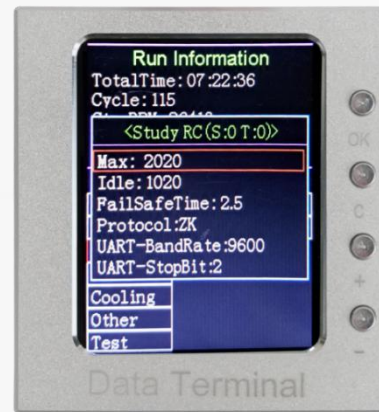 Run Information
TotalTime:07:22:36
Cycle:115
<Study RC(S:0 T:0)>
Max: 2020
Idle:1020
FailSafeTime:2.5
Protocol:ZK
UART-BandRate:9600
UART-StopBit:2
Cooling
Other
Test
OK
C
+
-
Data Terminal